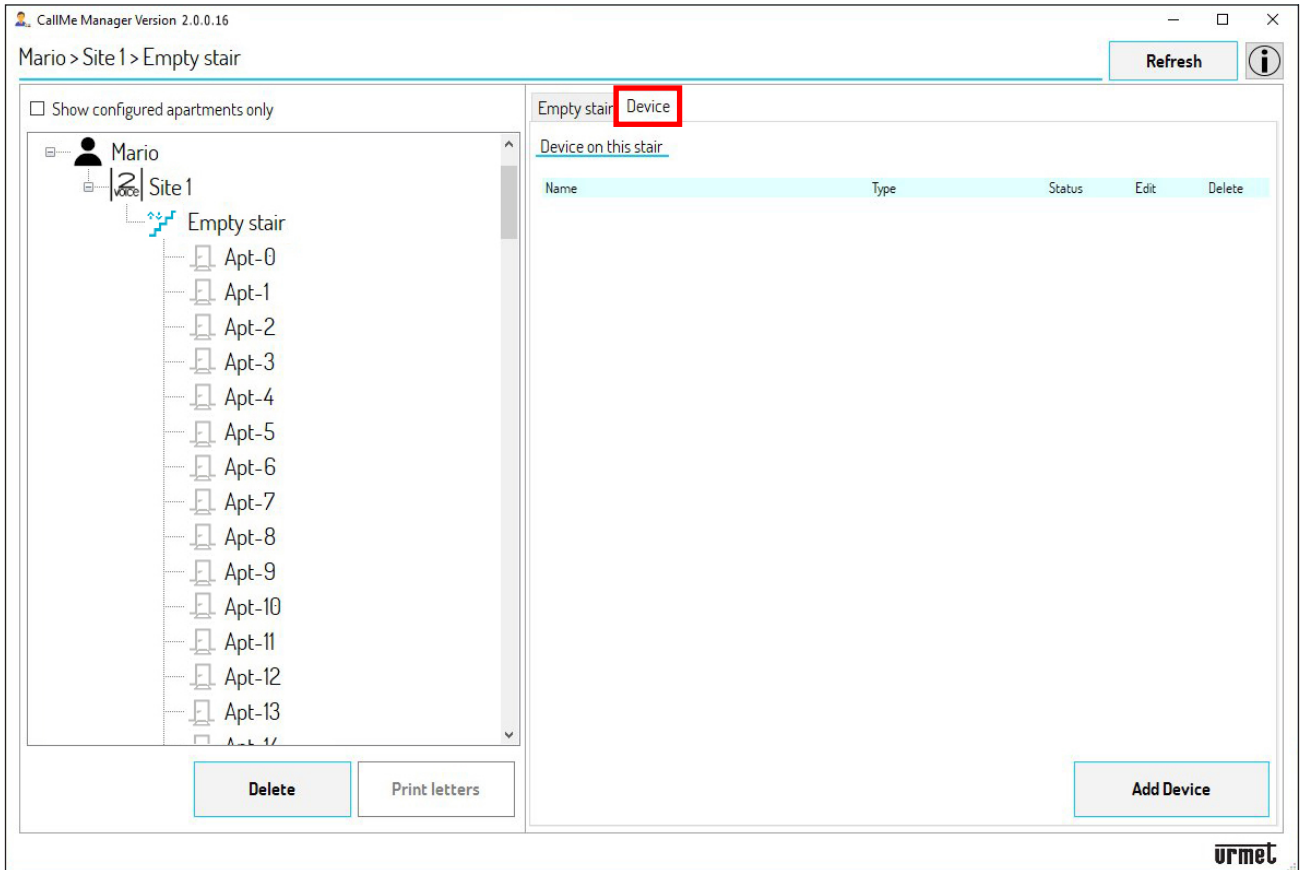 CallMe Manager Version 2.0.0.16
Mario > Site 1 > Empty stair
Refresh
Show configured apartments only
Mario
2 voice
Site 1
Empty stair
Apt-0
Apt-1
Apt-2
Apt-3
Apt-4
Apt-5
Apt-6
Apt-7
Apt-8
Apt-9
Apt-10
Apt-11
Apt-12
Apt-13
Delete
Print letters
Empty stair
Device
Device on this stair
Name Type Status Edit Delete
Add Device
urmet